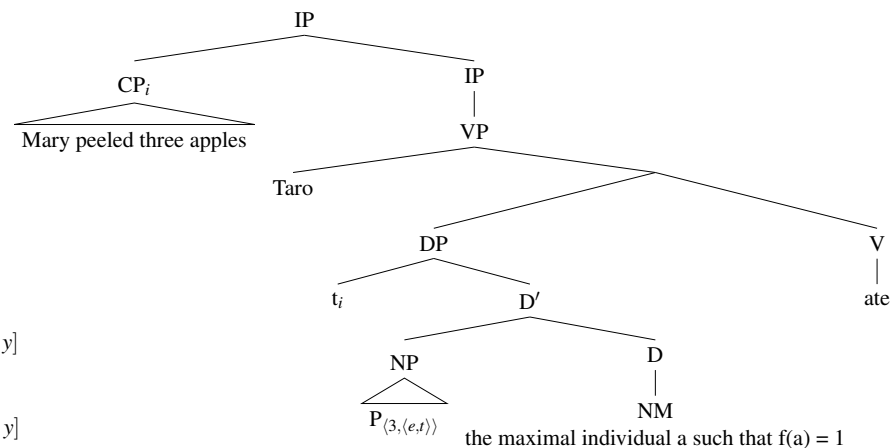 IP
CPᵢ IP
Mary peeled three apples VP
Taro
DP V
tᵢ D′ ate
y]
NP D
P⟨3,⟨e,t⟩⟩ NM
y]
the maximal individual a such that f(a) = 1